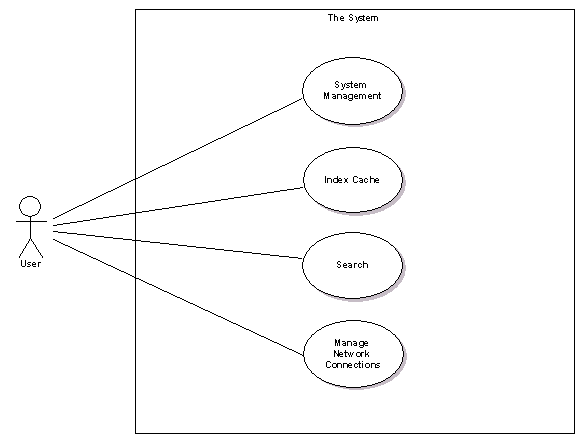 The System
System
Management
Index Cache
Search
User
Manage
Network
Connections